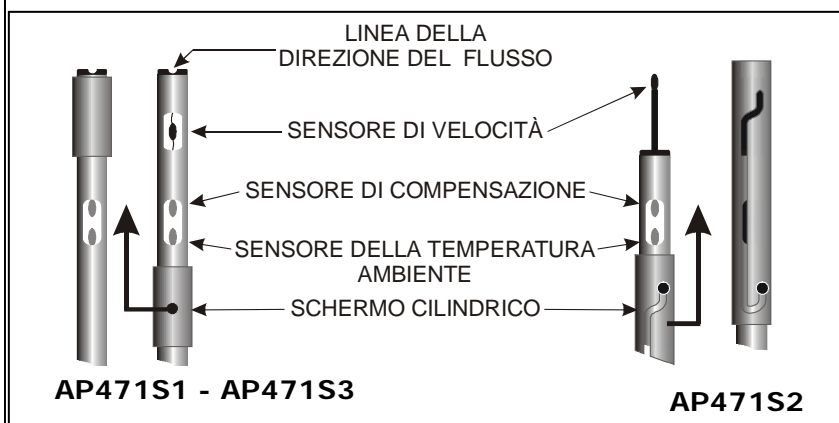 LINEA DELLA
DIREZIONE DEL FLUSSO
SENSORE DI VELOCITÀ
SENSORE DI COMPENSAZIONE
SENSORE DELLA TEMPERATURA
AMBIENTE
SCHERMO CILINDRICO
AP471S1 - AP471S3
AP471S2